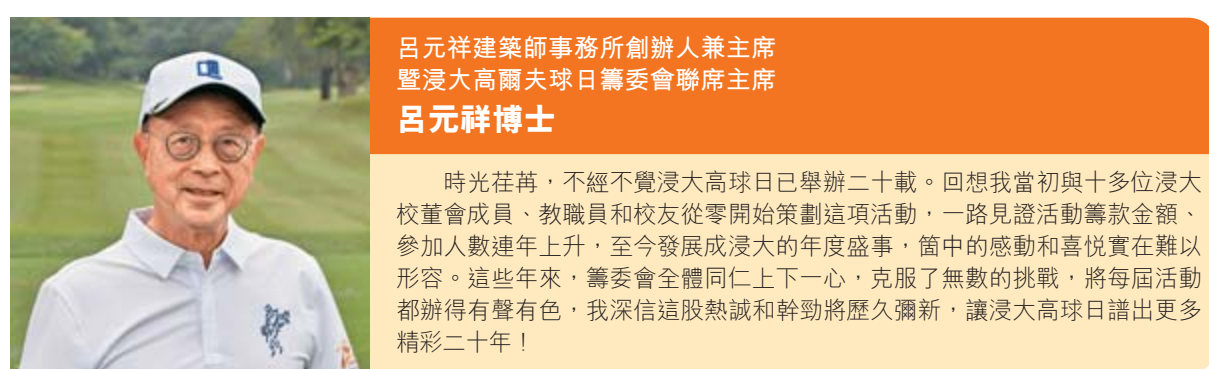 呂元祥建築師事務所創辦人兼主席
暨浸大高爾夫球日籌委會聯席主席
呂元祥博士
時光荏苒，不經不覺浸大高球日已舉辦二十載。回想我當初與十多位浸大
校董會成員、教職員和校友從零開始策劃這項活動，一路見證活動籌款金額、
參加人數連年上升，至今發展成浸大的年度盛事，箇中的感動和喜悅實在難以
形容。這些年來，籌委會全體同仁上下一心，克服了無數的挑戰，將每屆活動
都辦得有聲有色，我深信這股熱誠和幹勁將歷久彌新，讓浸大高球日譜出更多
精彩二十年！